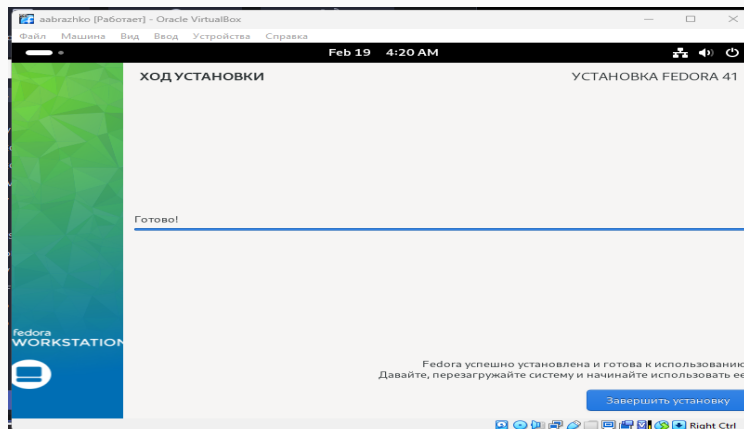 aabrazhko [Работает] - Oracle VirtualBox
Файл Машина Вид Ввод Устройства Справка
Feb 19 4:20 AM
ХОД УСТАНОВКИ
УСТАНОВКА FEDORA 41
Готово!
fedora
WORKSTATION
Fedora успешно установлена и готова к использованию
Давайте, перезагружайте систему и начинайте использовать ее
Завершить установку
Right Ctrl